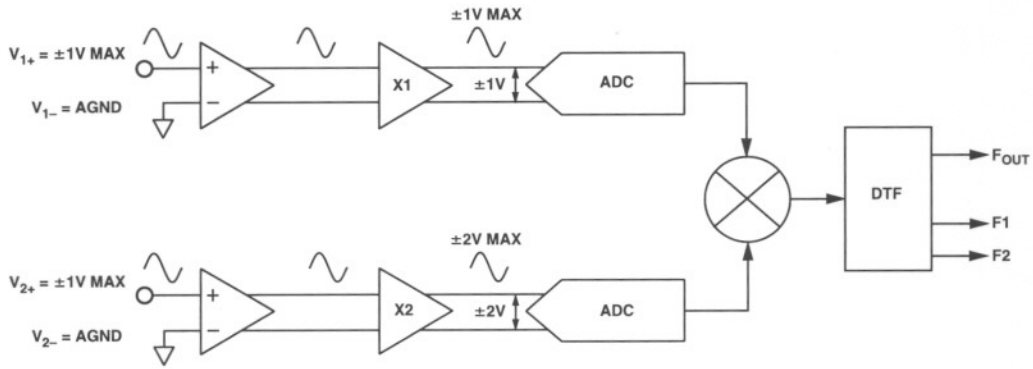 ±1V MAX
V1+ = ±1V MAX
+
X1
±1V
ADC
−
V1− = AGND
DTF
FOUT
F1
F2
±2V MAX
V2+ = ±1V MAX
+
X2
±2V
ADC
−
V2− = AGND